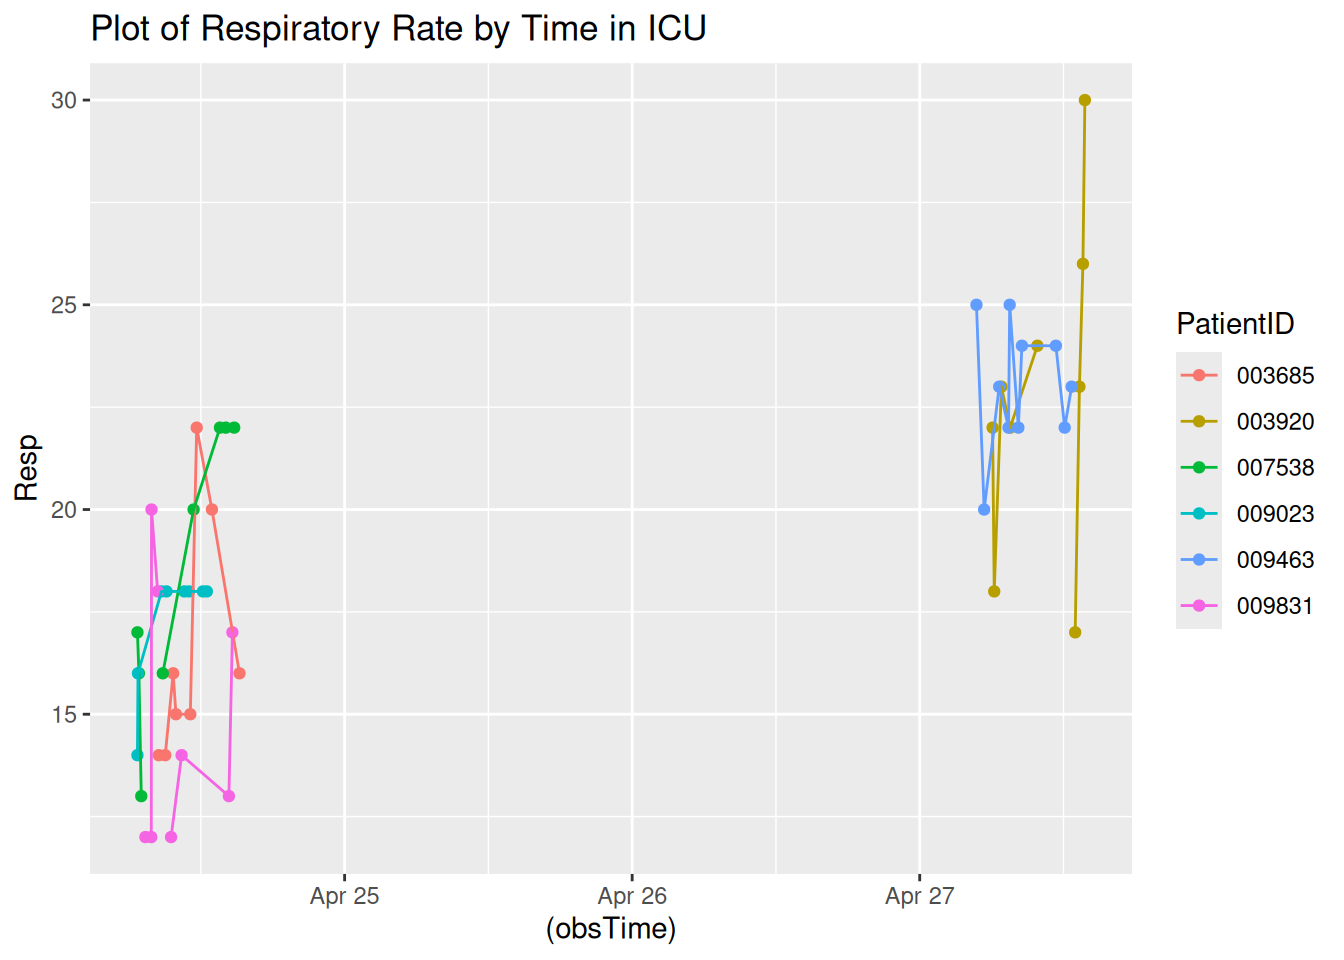 Plot of Respiratory Rate by Time in ICU
30
25
20
15
Resp
Apr 25
Apr 26
Apr 27
(obsTime)
PatientID
003685
003920
007538
009023
009463
009831